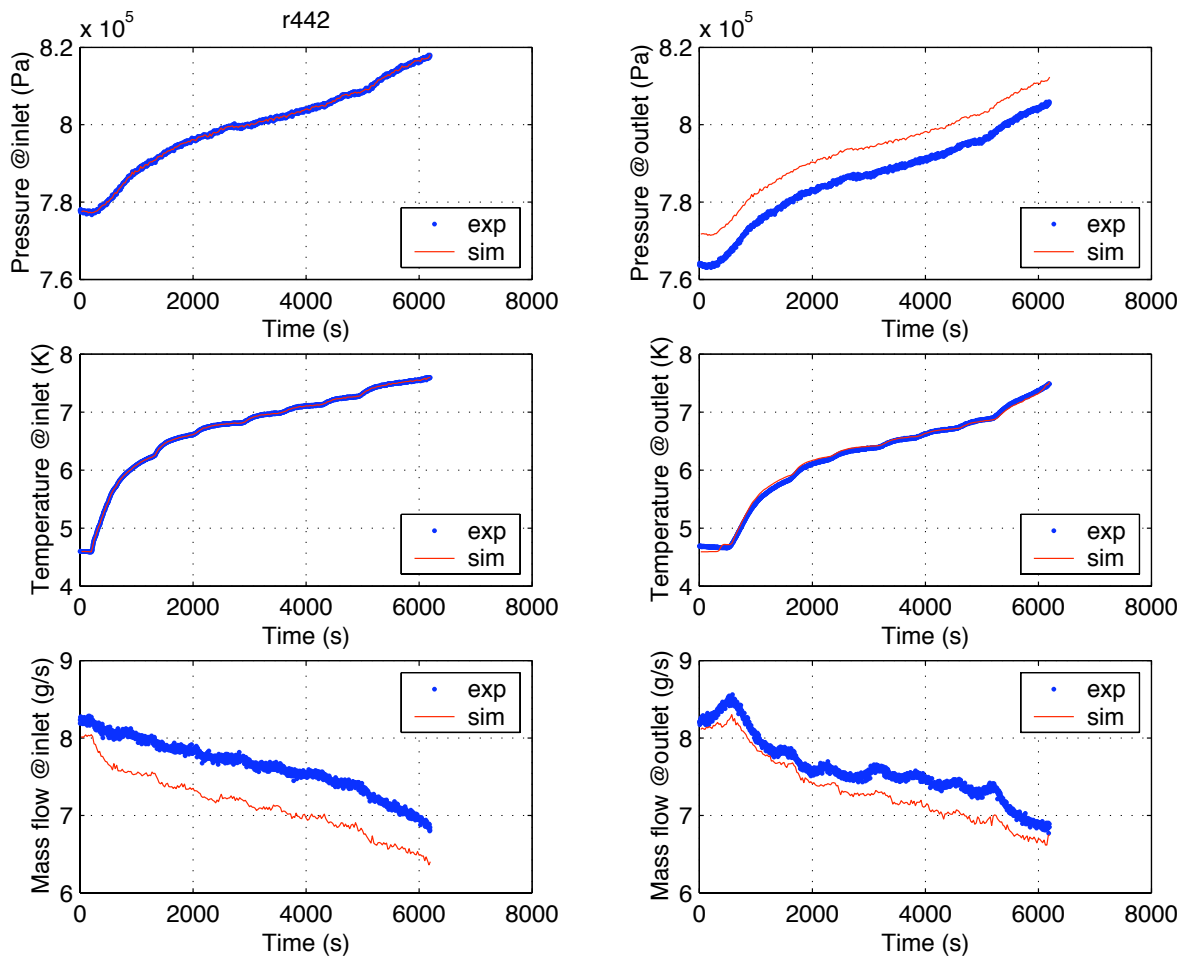 r442
x 10^5
Pressure @inlet (Pa)
8.2
8
7.8
7.6
exp
sim
0 2000 4000 6000 8000
Time (s)
Pressure @outlet (Pa)
8.2
8
7.8
7.6
x 10^5
exp
sim
0 2000 4000 6000 8000
Time (s)
Temperature @inlet (K)
8
7
6
5
4
exp
sim
0 2000 4000 6000 8000
Time (s)
Temperature @outlet (K)
8
7
6
5
4
exp
sim
0 2000 4000 6000 8000
Time (s)
Mass flow @inlet (g/s)
9
8
7
6
exp
sim
0 2000 4000 6000 8000
Time (s)
Mass flow @outlet (g/s)
9
8
7
6
exp
sim
0 2000 4000 6000 8000
Time (s)